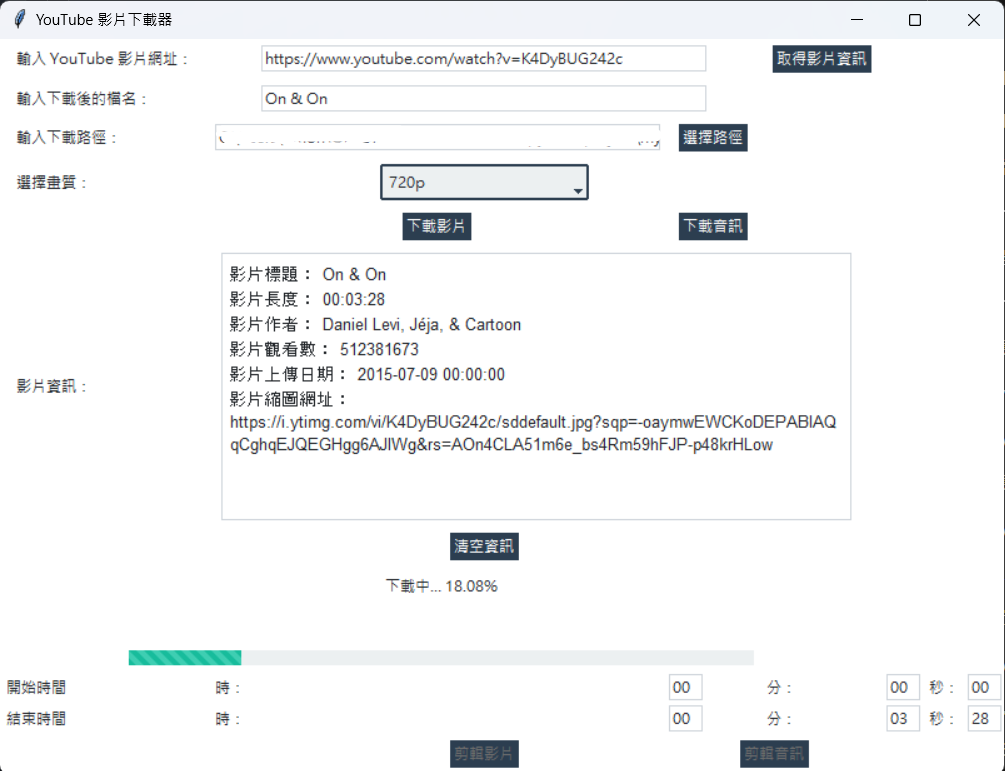 YouTube 影片下載器
輸入 YouTube 影片網址： https://www.youtube.com/watch?v=K4DyBUG242c 取得影片資訊
輸入下載後的檔名： On & On
輸入下載路徑： 選擇路徑
選擇畫質： 720p
下載影片 下載音訊
影片標題： On & On
影片長度： 00:03:28
影片作者： Daniel Levi, Jéja, & Cartoon
影片觀看數： 512381673
影片上傳日期： 2015-07-09 00:00:00
影片資訊：
影片縮圖網址：
https://i.ytimg.com/vi/K4DyBUG242c/sddefault.jpg?sqp=-oaymwEWCKoDEPABIAQ
qCghqEJQEGHgg6AJIWg&rs=AOn4CLA51m6e_bs4Rm59hFJP-p48krHLow
清空資訊
下載中... 18.08%
開始時間 時： 00 分： 00 秒： 00
結束時間 時： 00 分： 03 秒： 28
剪輯影片 剪輯音訊